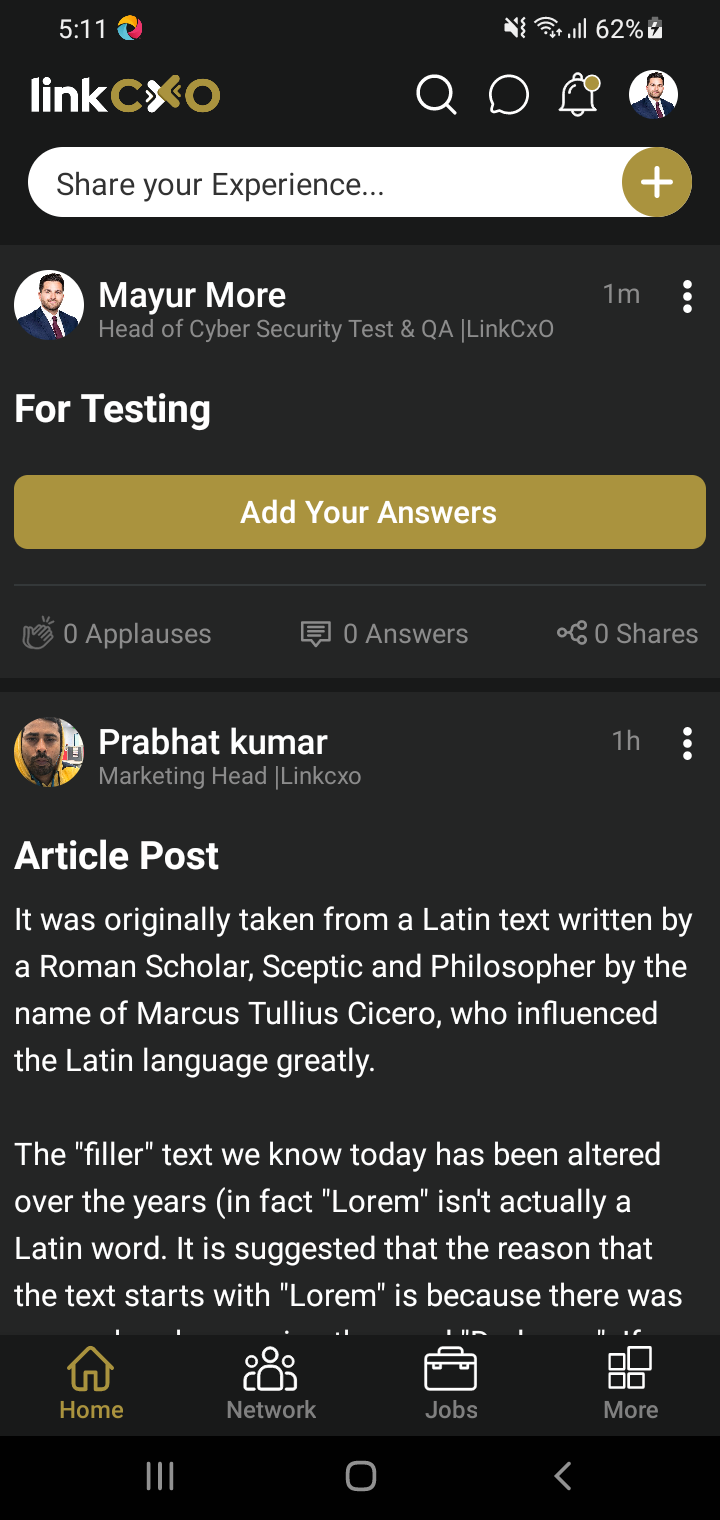 5:11 62%
linkCxO
Share your Experience...
Mayur More 1m
Head of Cyber Security Test & QA |LinkCxO
For Testing
Add Your Answers
0 Applauses 0 Answers 0 Shares
Prabhat kumar 1h
Marketing Head |Linkcxo
Article Post
It was originally taken from a Latin text written by
a Roman Scholar, Sceptic and Philosopher by the
name of Marcus Tullius Cicero, who influenced
the Latin language greatly.
The "filler" text we know today has been altered
over the years (in fact "Lorem" isn't actually a
Latin word. It is suggested that the reason that
the text starts with "Lorem" is because there was
Home Network Jobs More